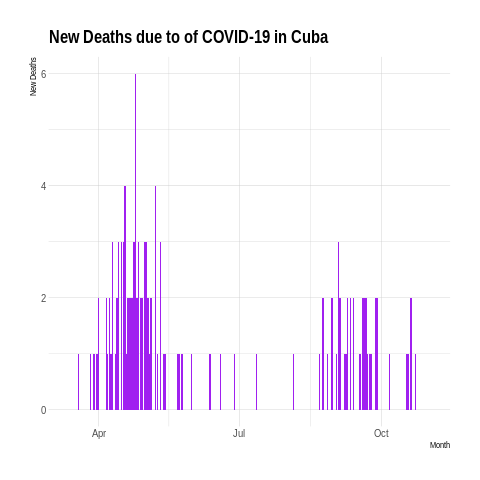 New Deaths due to of COVID-19 in Cuba
New Deaths
6
4
2
0
Apr
Jul
Oct
Month